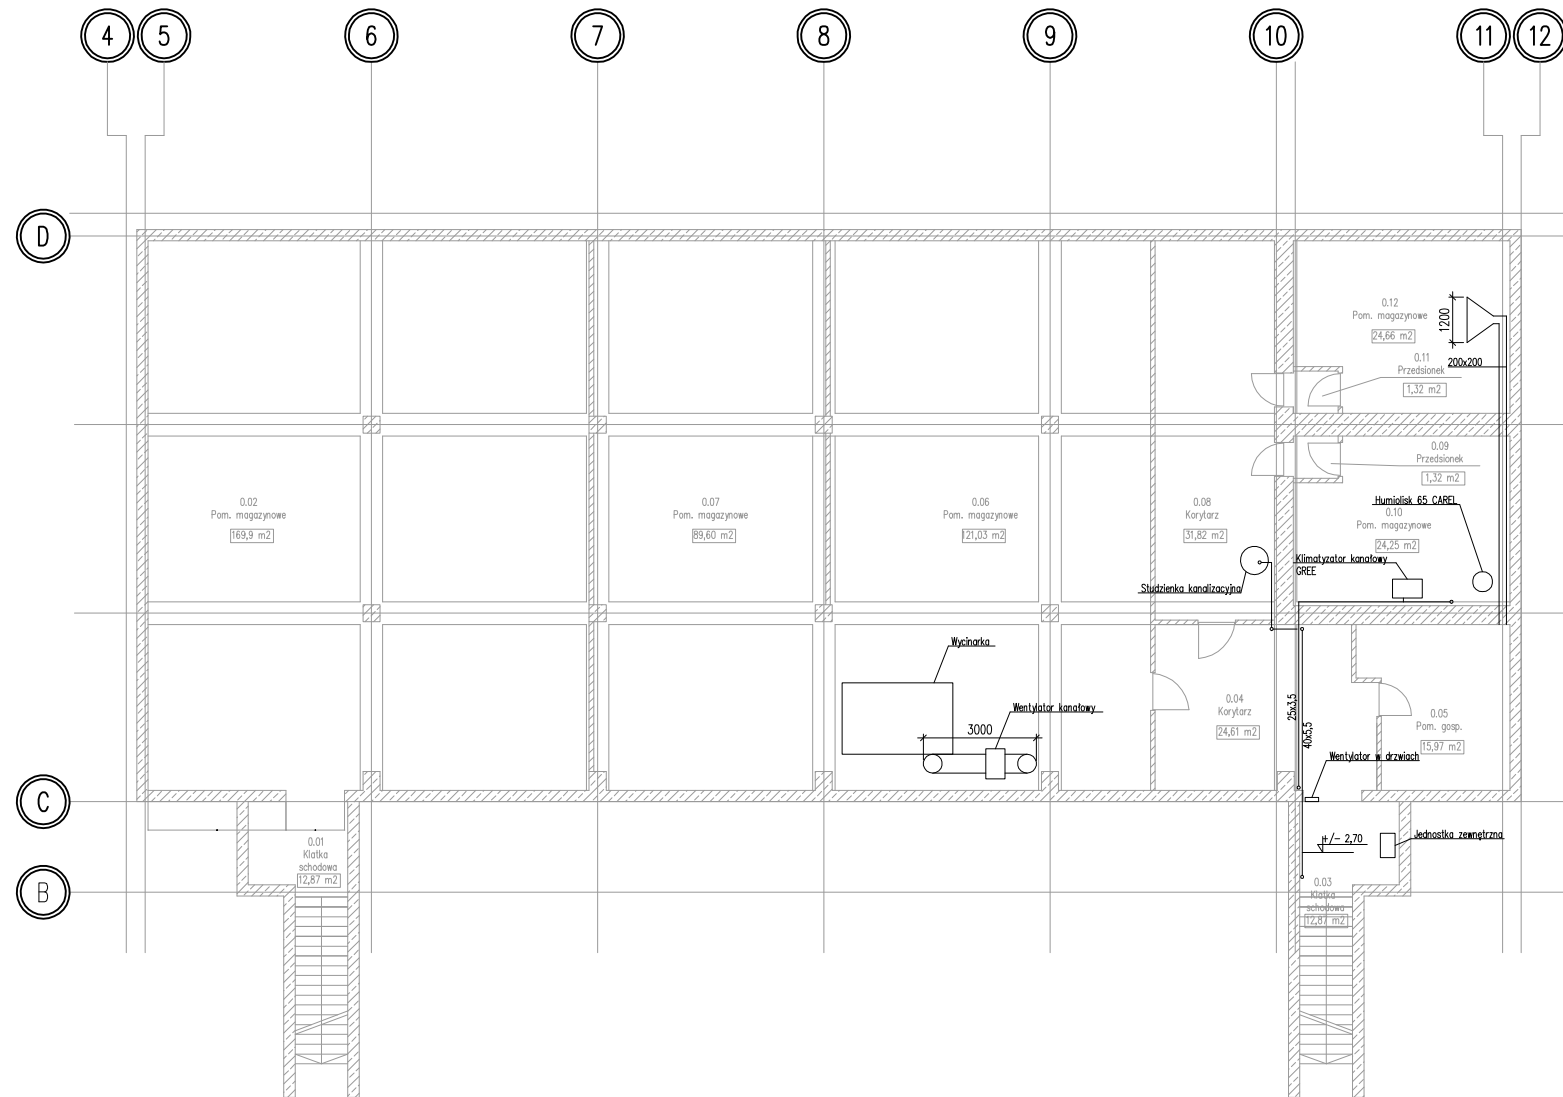 4
5
6
7
8
9
10
11
12
D
C
B
0.12
Pom. magazynowe
24,66 m2
1200
200x200
0.11
Przedsionek
1,32 m2
0.09
Przedsionek
1,32 m2
Humiolisk 65 CAREL
0.10
Pom. magazynowe
24,25 m2
Klimatyzator kanałowy
GREE
0.02
Pom. magazynowe
169,9 m2
0.07
Pom. magazynowe
89,60 m2
0.06
Pom. magazynowe
121,03 m2
0.08
Korytarz
31,82 m2
Studzienka kanalizacyjna
Wycinarka
Wentylator kanałowy
3000
0.04
Korytarz
24,61 m2
25x3,5
40x5,5
0.05
Pom. gosp.
15,97 m2
Wentylator w drzwiach
Jednostka zewnętrzna
+/- 2,70
0.01
Klatka
schodowa
12,87 m2
0.03
Klatka
schodowa
12,87 m2